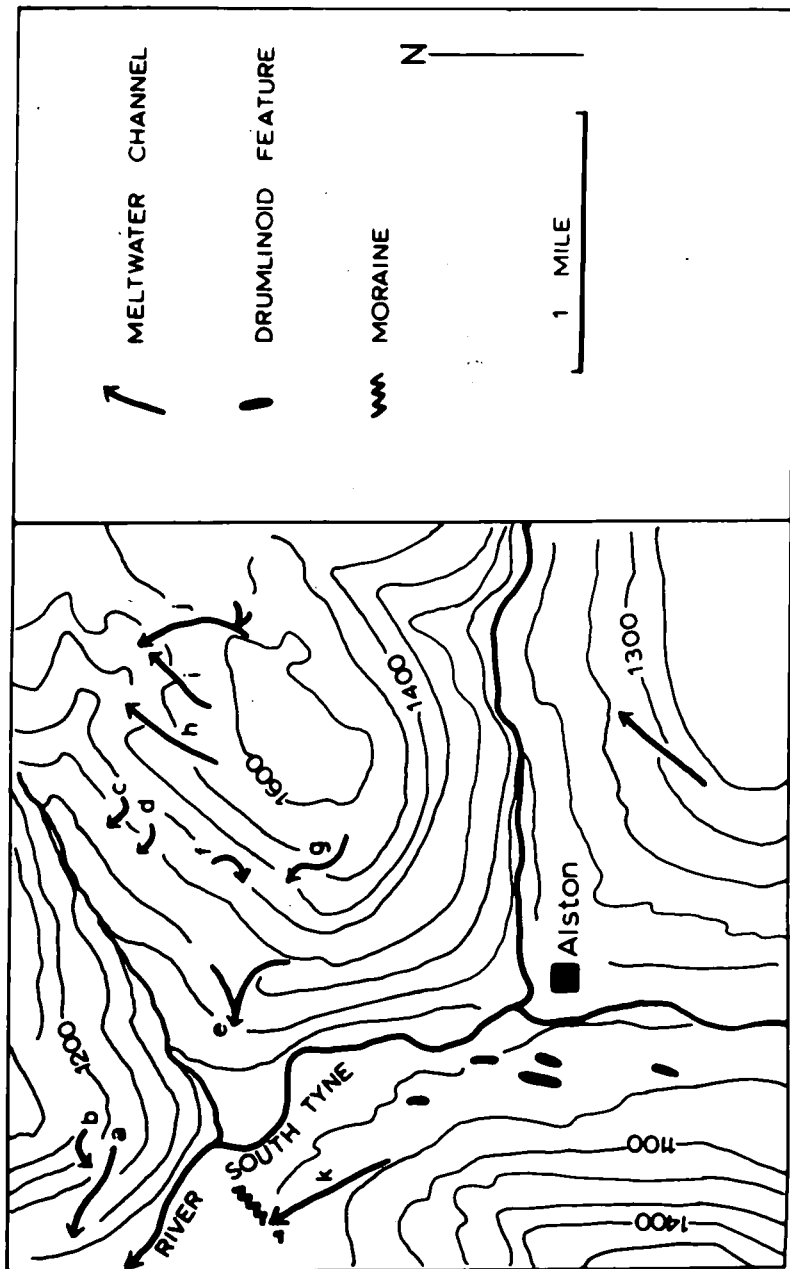 MELTWATER CHANNEL
DRUMLINOID FEATURE
MORAINE
N
1 MILE
1200
b
a
c
d
e
f
g
h
i
j
1600
1400
1300
RIVER SOUTH TYNE
k
Alston
1100
1400